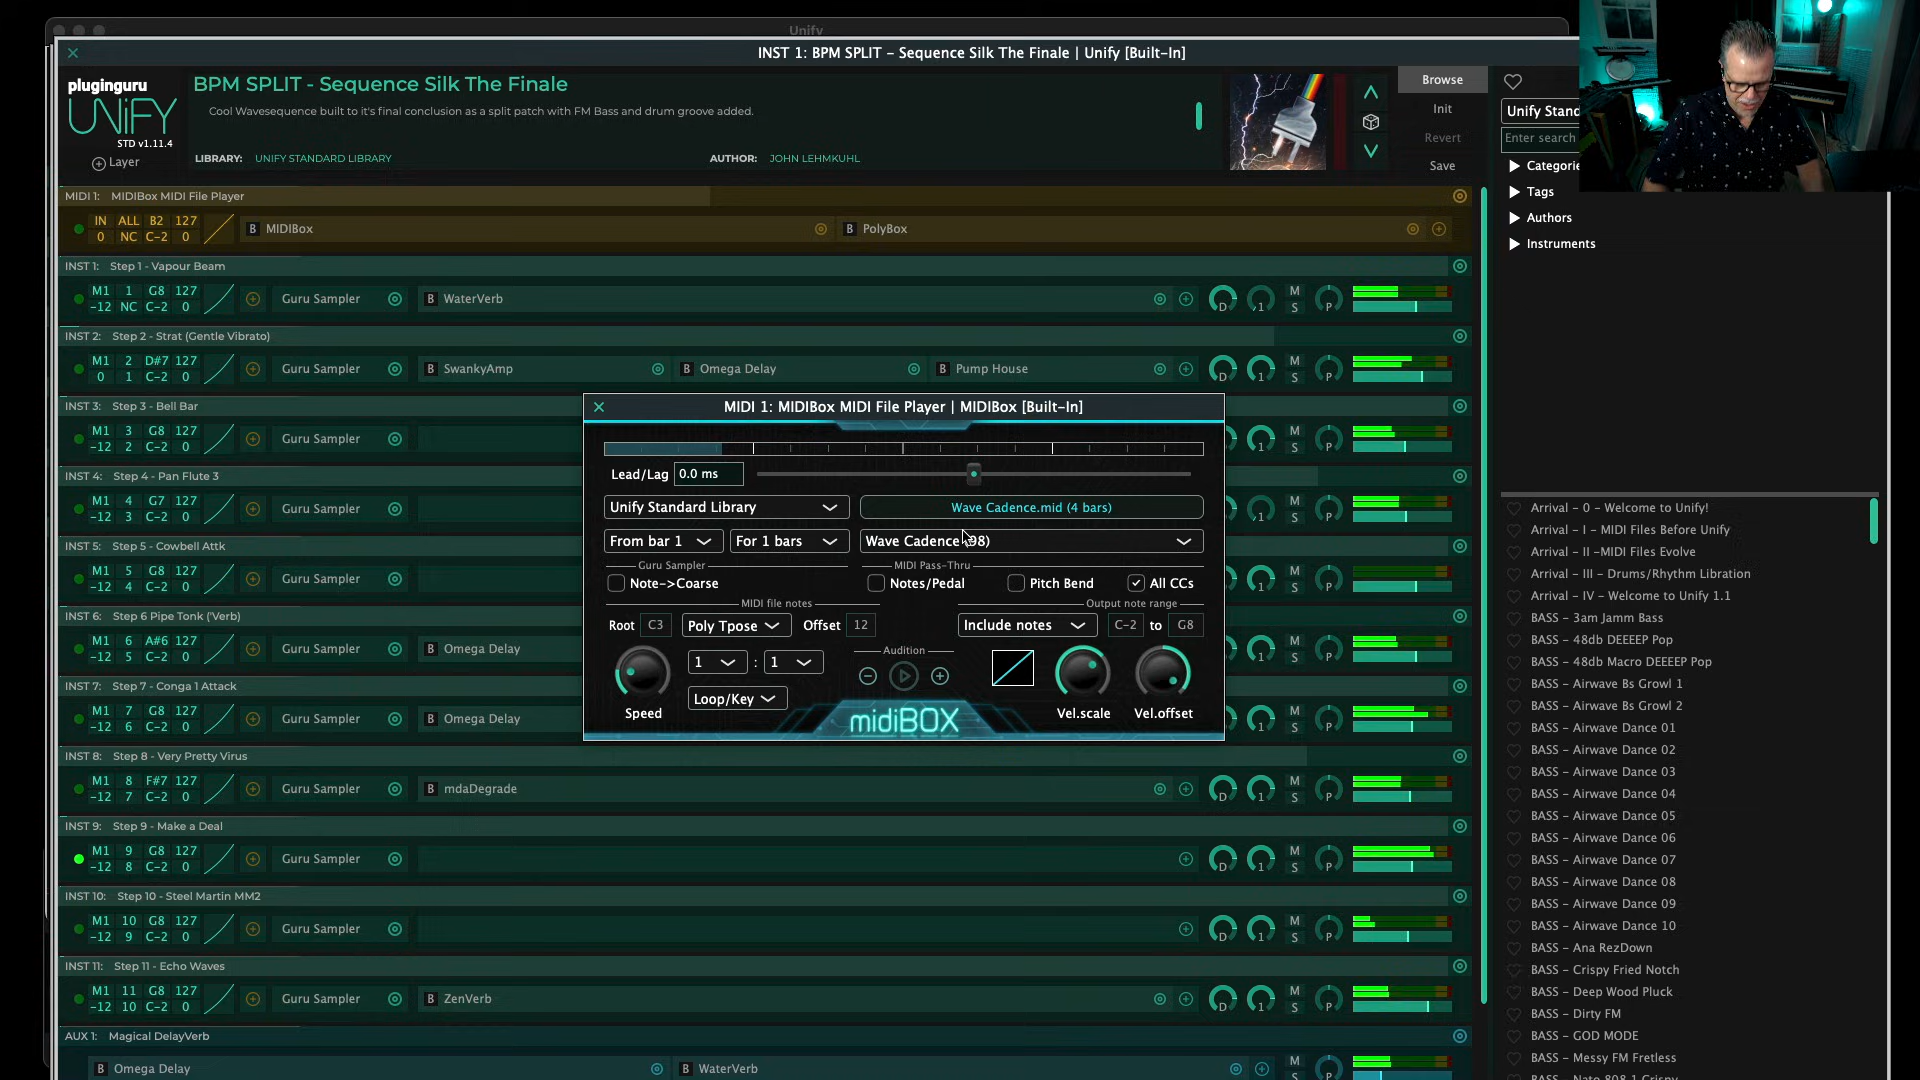 Unify
INST 1: BPM SPLIT – Sequence Silk The Finale | Unify [Built-In]
pluginguru
UNIFY
STD v1.11.4
Layer
BPM SPLIT - Sequence Silk The Finale
Cool Wavesequence built to it's final conclusion as a split patch with FM Bass and drum groove added.
LIBRARY: UNIFY STANDARD LIBRARY
AUTHOR: JOHN LEHMKUHL
Browse
Init
Revert
Save
Unify Stand
Enter search
Categorie
Tags
Authors
Instruments
MIDI 1: MIDIBox MIDI File Player
IN ALL B2 127
0 NC C-2 0
B MIDIBox
B PolyBox
INST 1: Step 1 - Vapour Beam
M1 1 G8 127
-12 NC C-2 0
Guru Sampler
B WaterVerb
D 1 M S P
INST 2: Step 2 - Strat (Gentle Vibrato)
M1 2 D#7 127
0 1 C-2 0
Guru Sampler
B SwankyAmp
B Omega Delay
B Pump House
D 1 M S P
INST 3: Step 3 - Bell Bar
M1 3 G8 127
-12 2 C-2 0
Guru Sampler
M S P
INST 4: Step 4 - Pan Flute 3
M1 4 G7 127
-12 3 C-2 0
Guru Sampler
1 M S P
INST 5: Step 5 - Cowbell Attk
M1 5 G8 127
-12 4 C-2 0
Guru Sampler
1 M S P
INST 6: Step 6 Pipe Tonk ('Verb)
M1 6 A#6 127
-12 5 C-2 0
Guru Sampler
B Omega Delay
1 M S P
INST 7: Step 7 - Conga 1 Attack
M1 7 G8 127
-12 6 C-2 0
Guru Sampler
B Omega Delay
1 M S P
INST 8: Step 8 - Very Pretty Virus
M1 8 F#7 127
-12 7 C-2 0
Guru Sampler
B mdaDegrade
D 1 M S P
INST 9: Step 9 - Make a Deal
M1 9 G8 127
-12 8 C-2 0
Guru Sampler
D 1 M S P
INST 10: Step 10 - Steel Martin MM2
M1 10 G8 127
-12 9 C-2 0
Guru Sampler
D 1 M S P
INST 11: Step 11 - Echo Waves
M1 11 G8 127
-12 10 C-2 0
Guru Sampler
B ZenVerb
D 1 M S P
AUX 1: Magical DelayVerb
B Omega Delay
B WaterVerb
M
MIDI 1: MIDIBox MIDI File Player | MIDIBox [Built-In]
Lead/Lag 0.0 ms
Unify Standard Library
Wave Cadence.mid (4 bars)
From bar 1
For 1 bars
Wave Cadence 98)
Guru Sampler
MIDI Pass-Thru
Note->Coarse
Notes/Pedal
Pitch Bend
All CCs
MIDI file notes
Output note range
Root C3 Poly Tpose Offset 12
Include notes C-2 to G8
Audition
1 : 1
Loop/Key
Speed
midiBOX
Vel.scale
Vel.offset
Arrival - 0 - Welcome to Unify!
Arrival - I - MIDI Files Before Unify
Arrival - II -MIDI Files Evolve
Arrival - III - Drums/Rhythm Libration
Arrival - IV - Welcome to Unify 1.1
BASS - 3am Jamm Bass
BASS - 48db DEEEEP Pop
BASS - 48db Macro DEEEEP Pop
BASS - Airwave Bs Growl 1
BASS - Airwave Bs Growl 2
BASS - Airwave Dance 01
BASS - Airwave Dance 02
BASS - Airwave Dance 03
BASS - Airwave Dance 04
BASS - Airwave Dance 05
BASS - Airwave Dance 06
BASS - Airwave Dance 07
BASS - Airwave Dance 08
BASS - Airwave Dance 09
BASS - Airwave Dance 10
BASS - Ana RezDown
BASS - Crispy Fried Notch
BASS - Deep Wood Pluck
BASS - Dirty FM
BASS - GOD MODE
BASS - Messy FM Fretless
BASS - Nato 808 1 Crispy